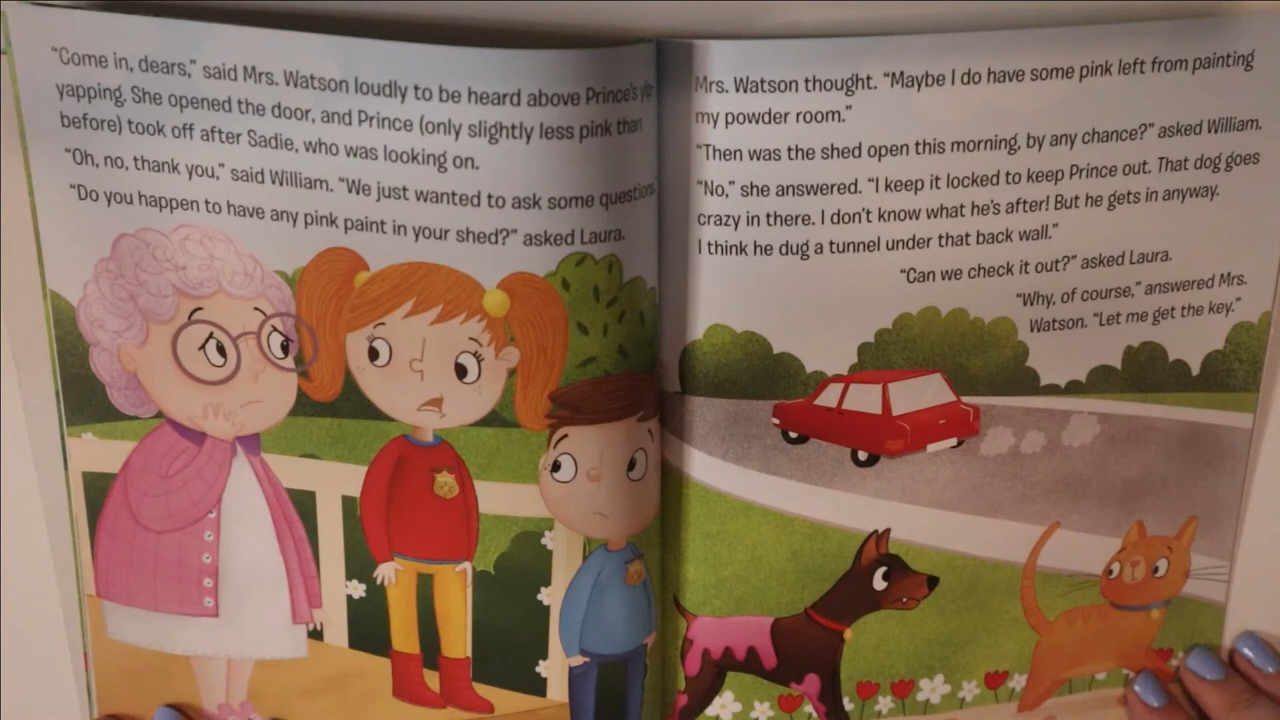 “Come in, dears,” said Mrs. Watson loudly to be heard above Prince's
yapping. She opened the door, and Prince (only slightly less pink than
before) took off after Sadie, who was looking on.
“Oh, no, thank you,” said William. “We just wanted to ask some questions
“Do you happen to have any pink paint in your shed?” asked Laura.
Mrs. Watson thought. “Maybe I do have some pink left from painting
my powder room.”
“Then was the shed open this morning, by any chance?” asked William.
“No,” she answered. “I keep it locked to keep Prince out. That dog goes
crazy in there. I don't know what he's after! But he gets in anyway.
I think he dug a tunnel under that back wall.”
“Can we check it out?” asked Laura.
“Why, of course,” answered Mrs.
Watson. “Let me get the key.”